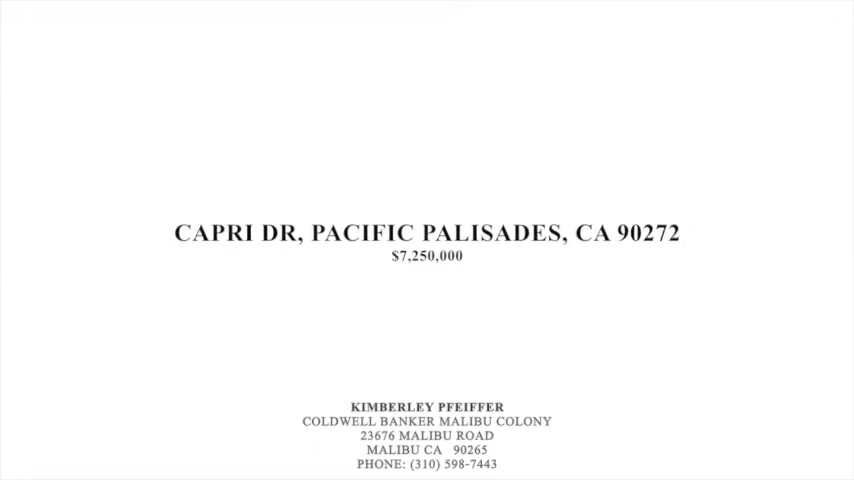 CAPRI DR, PACIFIC PALISADES, CA 90272
$7,250,000
KIMBERLEY PFEIFFER
COLDWELL BANKER MALIBU COLONY
23676 MALIBU ROAD
MALIBU CA 90265
PHONE: (310) 598-7443